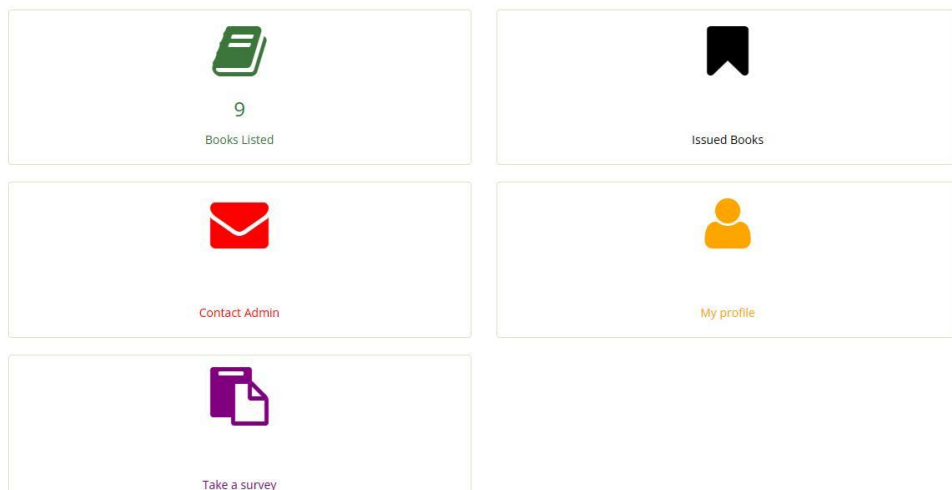 9
Books Listed
Issued Books
Contact Admin
My profile
Take a survey